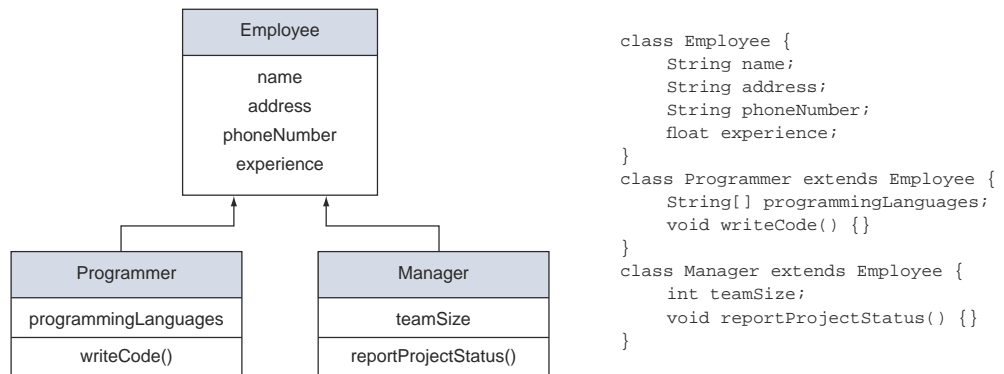 Employee
name
address
phoneNumber
experience
Programmer
programmingLanguages
writeCode()
Manager
teamSize
reportProjectStatus()
class Employee {
String name;
String address;
String phoneNumber;
float experience;
}
class Programmer extends Employee {
String[] programmingLanguages;
void writeCode() {}
}
class Manager extends Employee {
int teamSize;
void reportProjectStatus() {}
}